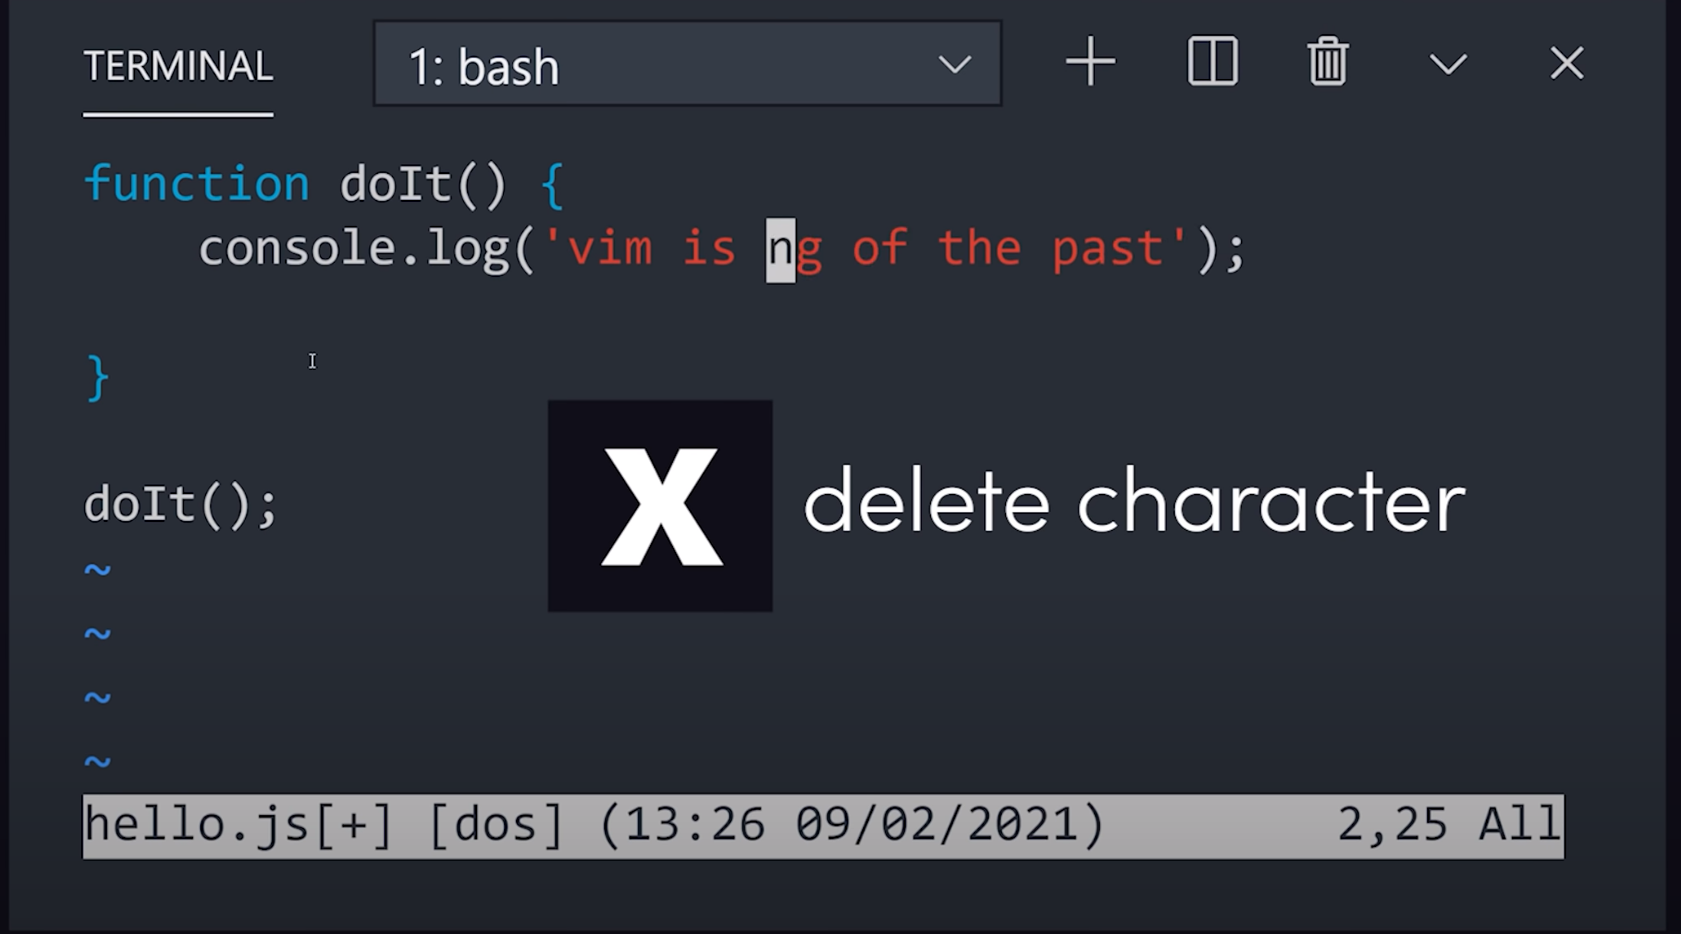 TERMINAL 1: bash
function doIt() {
    console.log('vim is ng of the past');
}
X delete character
doIt();
~
~
~
~
hello.js[+] [dos] (13:26 09/02/2021) 2,25 All